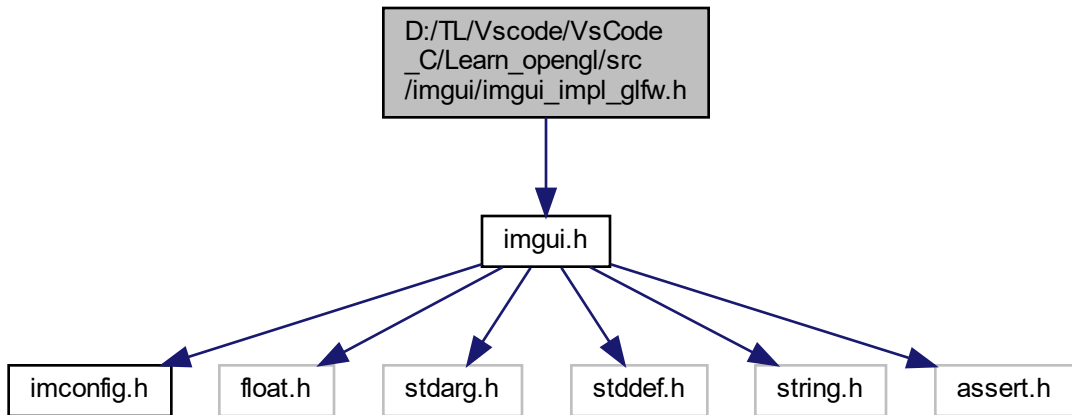 D:/TL/Vscode/VsCode
_C/Learn_opengl/src
/imgui/imgui_impl_glfw.h
imgui.h
imconfig.h
float.h
stdarg.h
stddef.h
string.h
assert.h